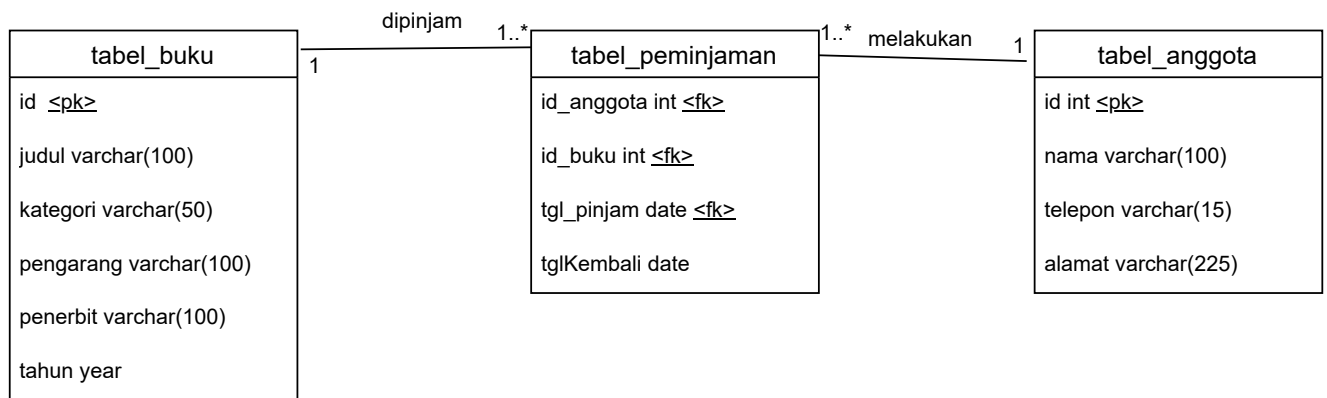 dipinjam
1
1..*
1..*
melakukan
1
tabel_buku
id <pk>
judul varchar(100)
kategori varchar(50)
pengarang varchar(100)
penerbit varchar(100)
tahun year
tabel_peminjaman
id_anggota int <fk>
id_buku int <fk>
tgl_pinjam date <fk>
tglKembali date
tabel_anggota
id int <pk>
nama varchar(100)
telepon varchar(15)
alamat varchar(225)